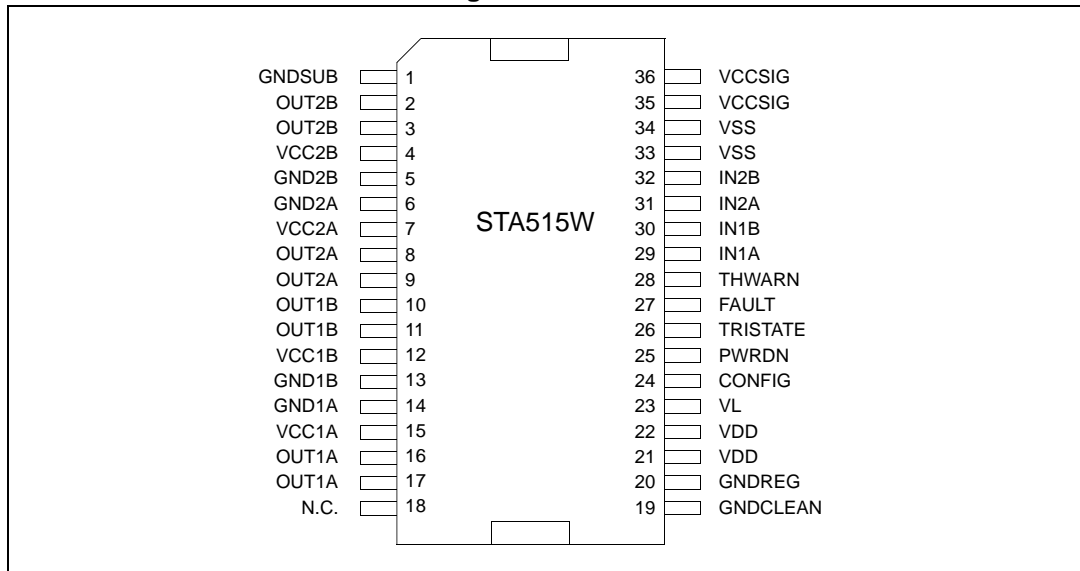 GNDSUB 1 36 VCCSIG
OUT2B 2 35 VCCSIG
OUT2B 3 34 VSS
VCC2B 4 33 VSS
GND2B 5 32 IN2B
GND2A 6 31 IN2A
STA515W
VCC2A 7 30 IN1B
OUT2A 8 29 IN1A
OUT2A 9 28 THWARN
OUT1B 10 27 FAULT
OUT1B 11 26 TRISTATE
VCC1B 12 25 PWRDN
GND1B 13 24 CONFIG
GND1A 14 23 VL
VCC1A 15 22 VDD
OUT1A 16 21 VDD
OUT1A 17 20 GNDREG
N.C. 18 19 GNDCLEAN